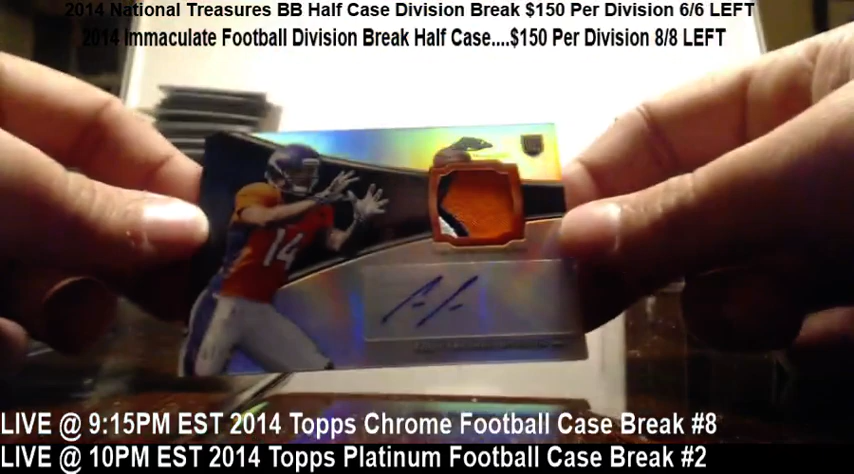 2014 National Treasures BB Half Case Division Break $150 Per Division 6/6 LEFT
2014 Immaculate Football Division Break Half Case....$150 Per Division 8/8 LEFT
14
LIVE @ 9:15PM EST 2014 Topps Chrome Football Case Break #8
LIVE @ 10PM EST 2014 Topps Platinum Football Case Break #2